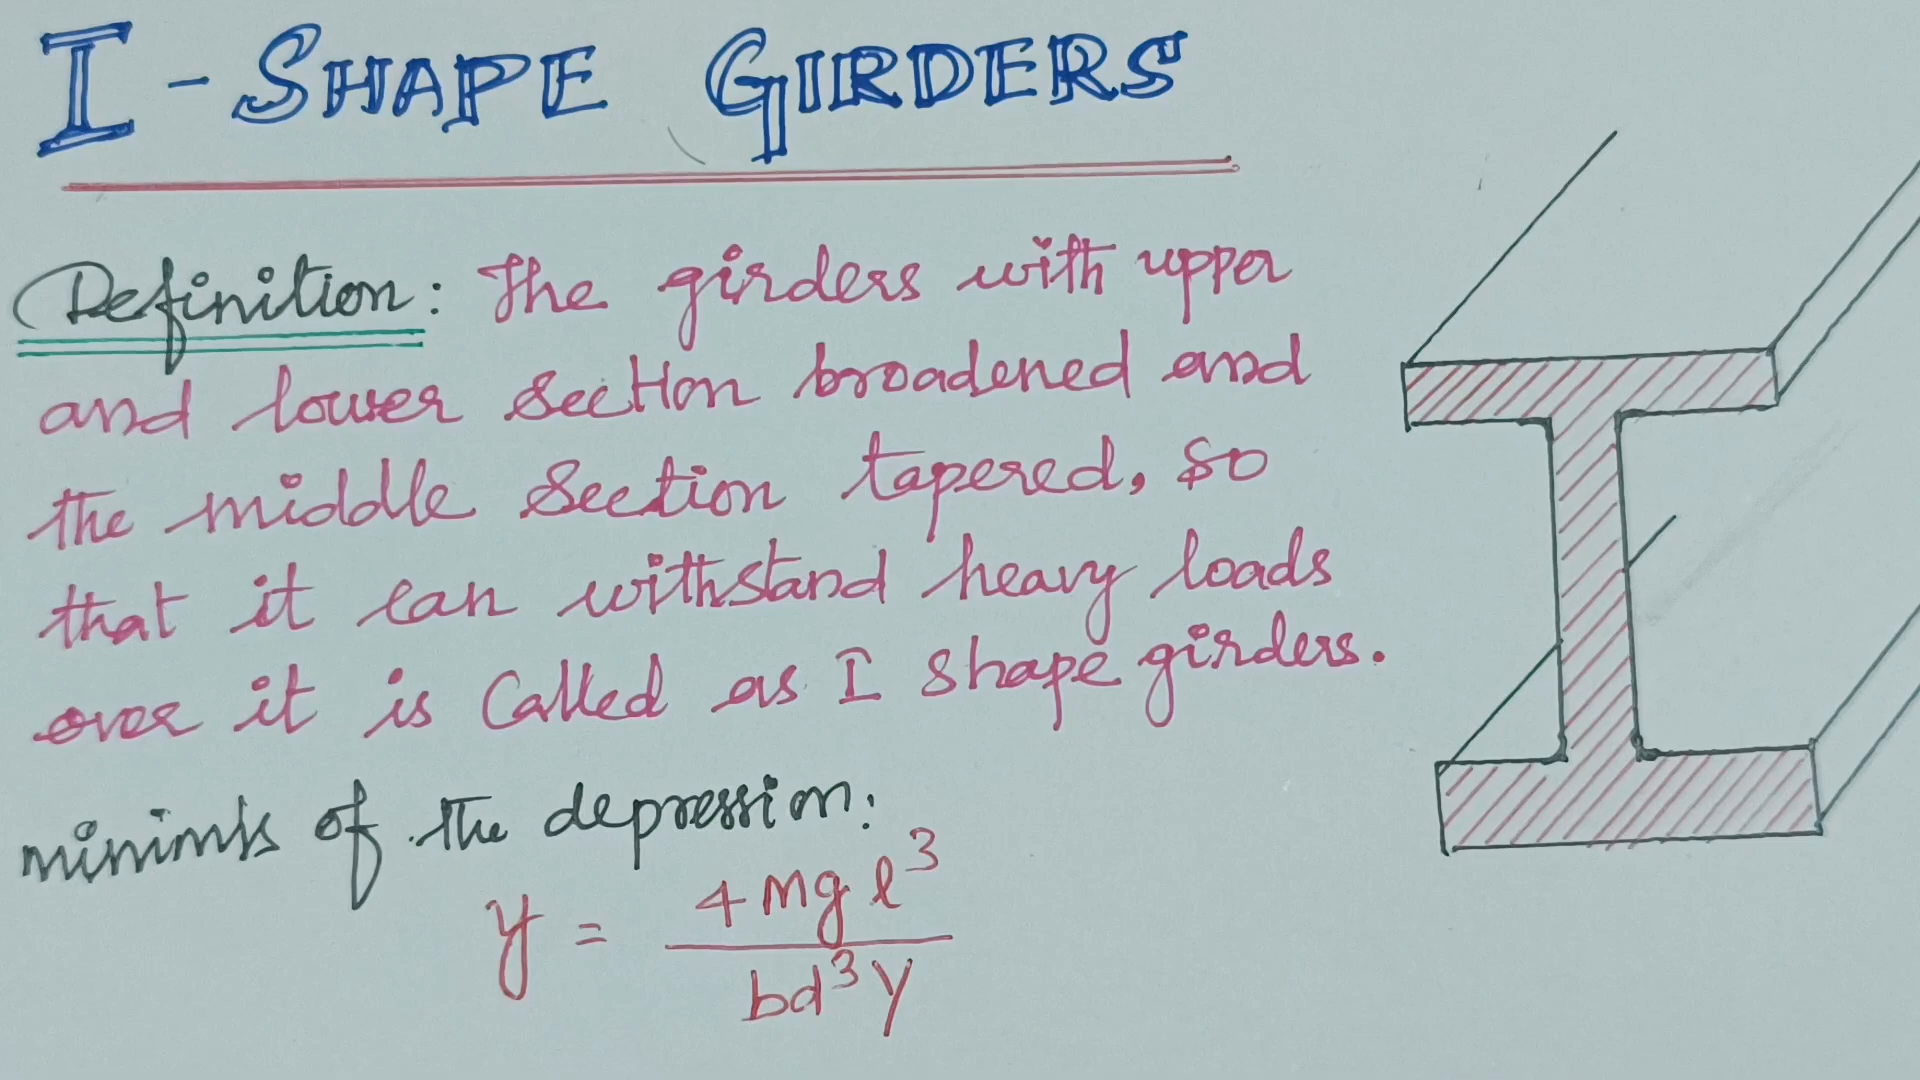 I - SHAPE GIRDERS
Definition: The girders with upper
and lower section broadened and
the middle section tapered, so
that it can withstand heavy loads
over it is called as I shape girders.
of the depression:
y = 4Mgl³ / bd³Y